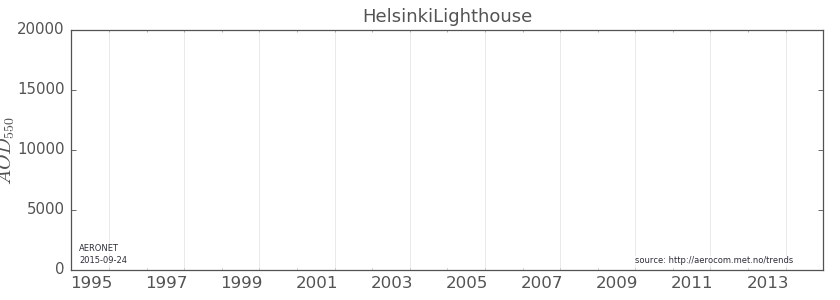 HelsinkiLighthouse
20000
15000
10000
5000
0
AOD550
AERONET
2015-09-24
source: http://aerocom.met.no/trends
1995 1997 1999 2001 2003 2005 2007 2009 2011 2013